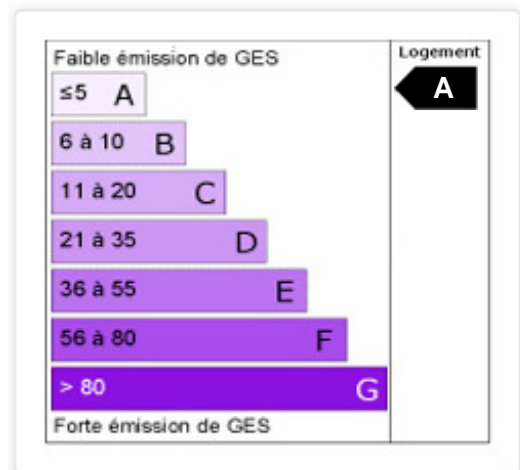 Faible émission de GES
Logement
≤5 A
A
6 à 10 B
11 à 20 C
21 à 35 D
36 à 55 E
56 à 80 F
> 80 G
Forte émission de GES